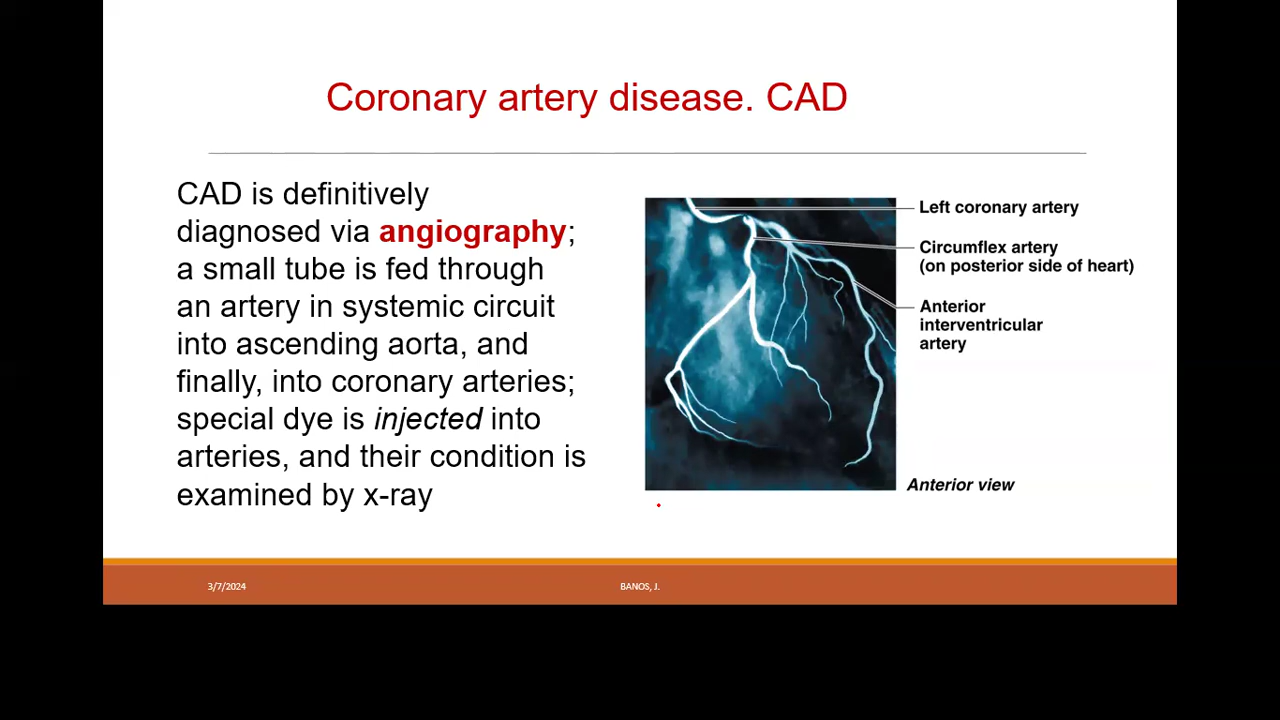 Coronary artery disease. CAD
CAD is definitively
diagnosed via angiography;
a small tube is fed through
an artery in systemic circuit
into ascending aorta, and
finally, into coronary arteries;
special dye is injected into
arteries, and their condition is
examined by x-ray
Left coronary artery
Circumflex artery
(on posterior side of heart)
Anterior
interventricular
artery
Anterior view
3/7/2024
BANOS, J.